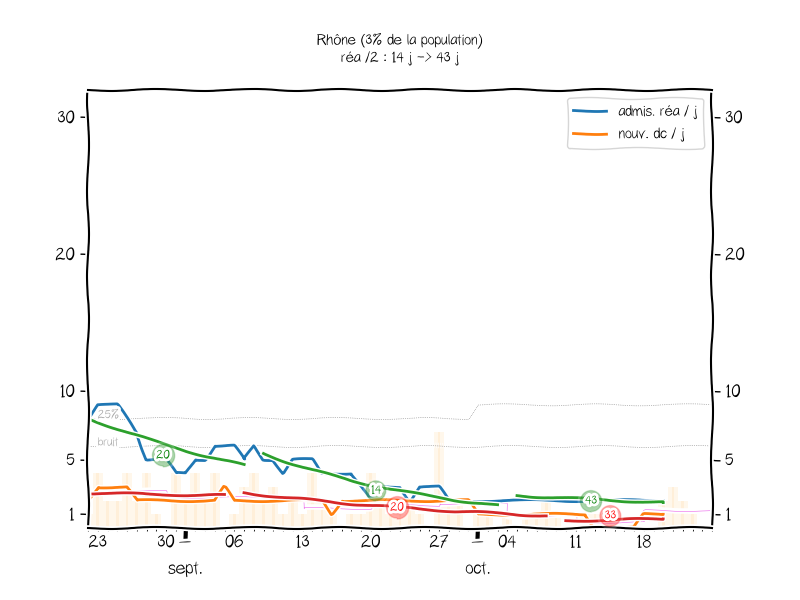 Rhône (3% de la population)
réa /2 : 14 j -> 43 j
admis. réa / j
nouv. dc / j
30 30
20 20
10 10
25%
bruit
5 5
20
14
20
43
33
1 1
23 30 06 13 20 27 04 11 18
sept. oct.